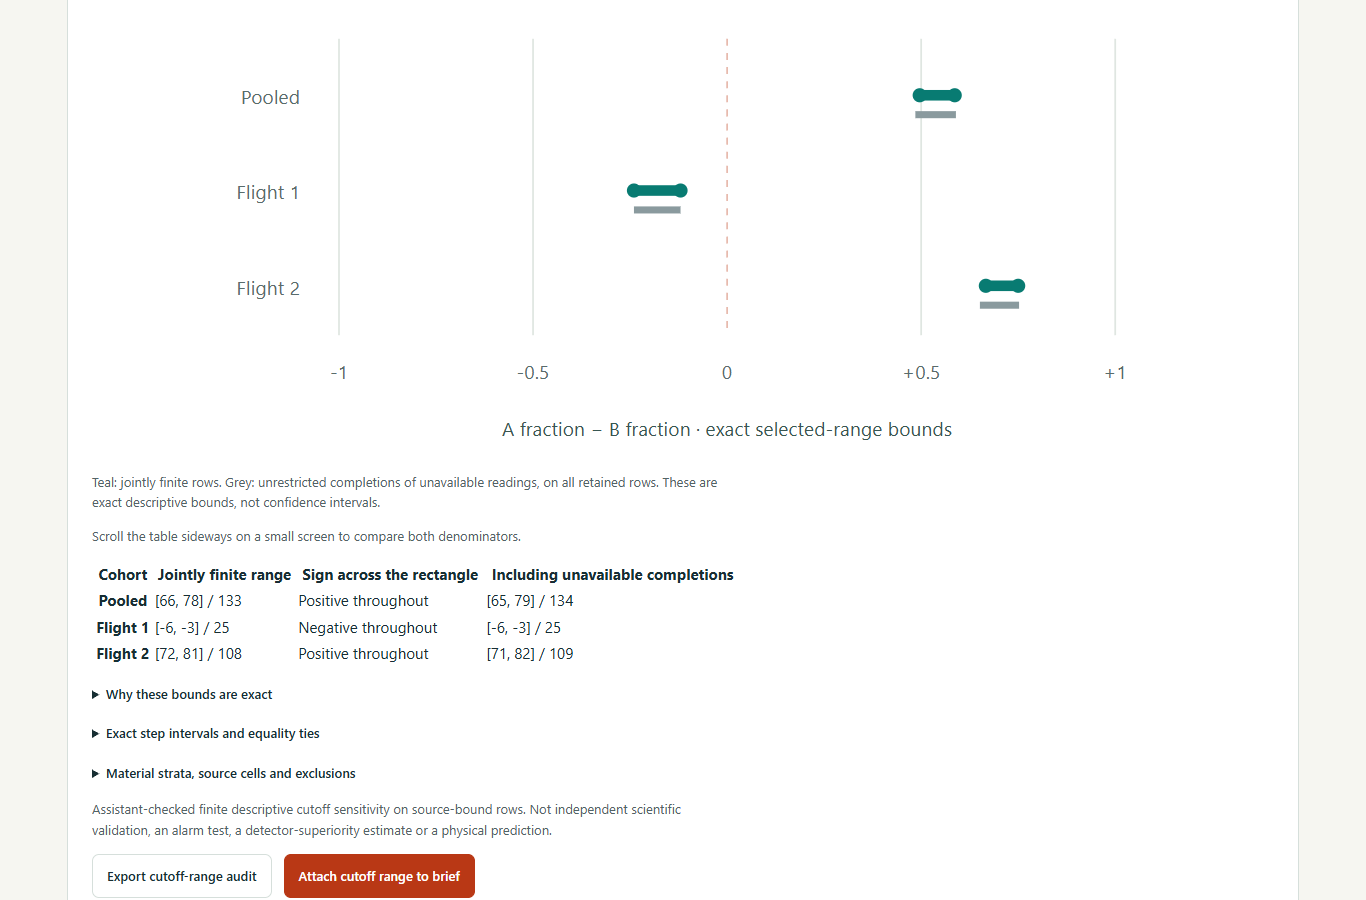 Pooled
Flight 1
Flight 2
-1 -0.5 0 +0.5 +1
A fraction − B fraction · exact selected-range bounds
Teal: jointly finite rows. Grey: unrestricted completions of unavailable readings, on all retained rows. These are
exact descriptive bounds, not confidence intervals.
Scroll the table sideways on a small screen to compare both denominators.
Cohort Jointly finite range Sign across the rectangle Including unavailable completions
Pooled [66, 78] / 133 Positive throughout [65, 79] / 134
Flight 1 [-6, -3] / 25 Negative throughout [-6, -3] / 25
Flight 2 [72, 81] / 108 Positive throughout [71, 82] / 109
Why these bounds are exact
Exact step intervals and equality ties
Material strata, source cells and exclusions
Assistant-checked finite descriptive cutoff sensitivity on source-bound rows. Not independent scientific
validation, an alarm test, a detector-superiority estimate or a physical prediction.
Export cutoff-range audit Attach cutoff range to brief